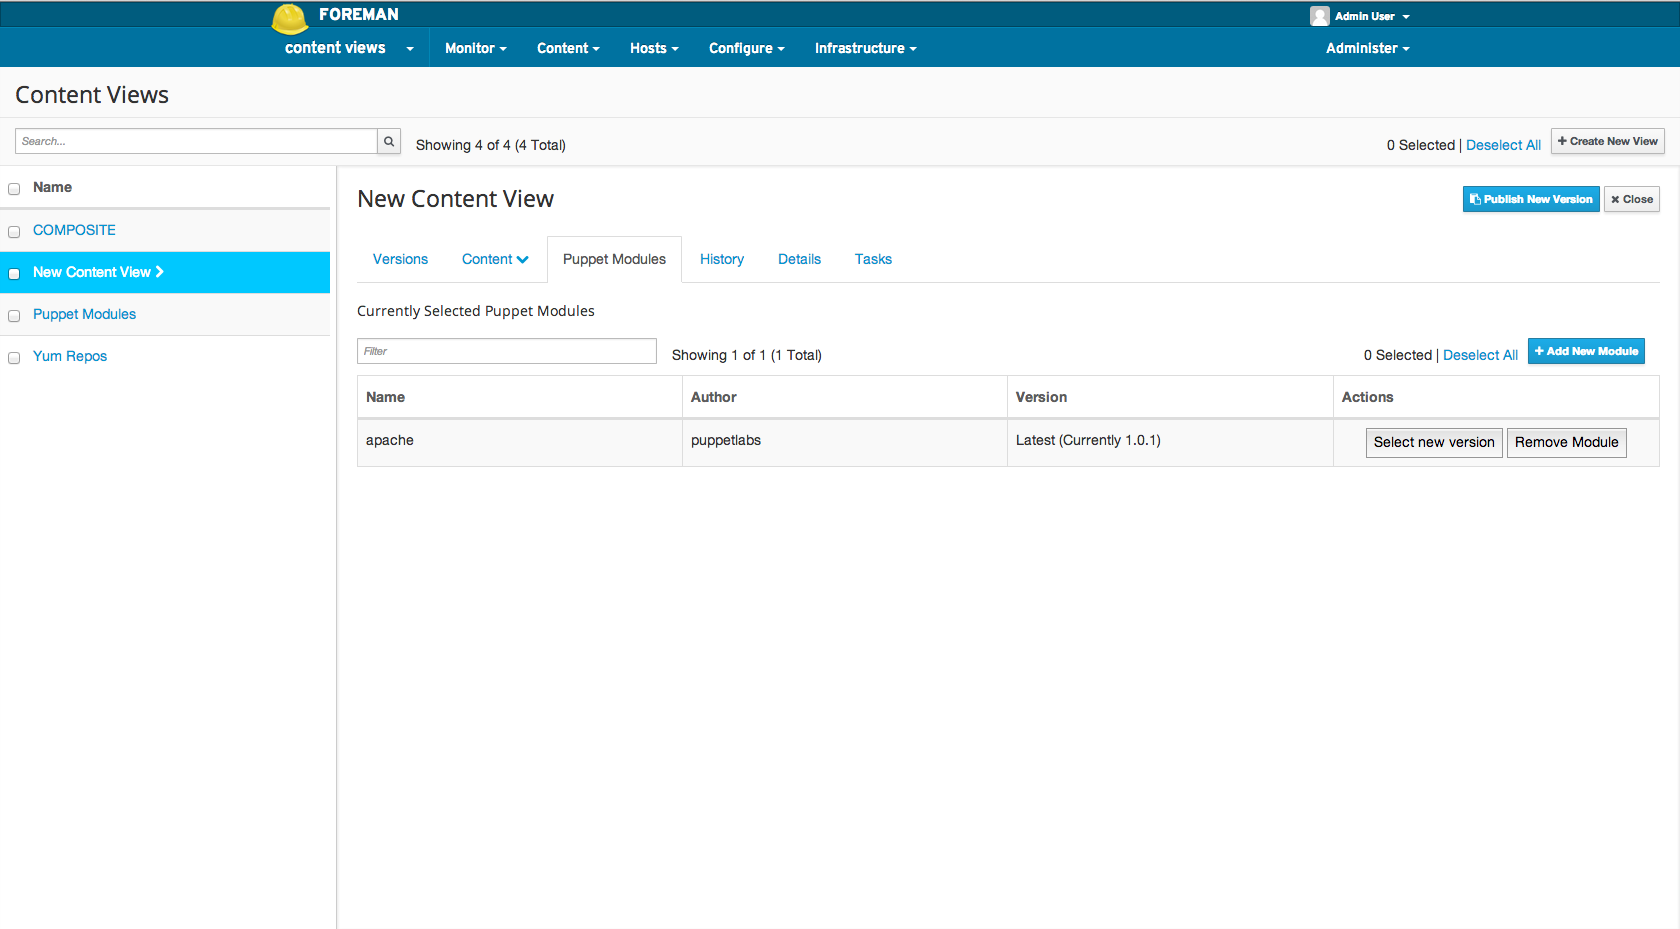 FOREMAN
Admin User
content views Monitor Content Hosts Configure Infrastructure Administer
Content Views
Search... Showing 4 of 4 (4 Total) 0 Selected | Deselect All + Create New View
Name
COMPOSITE
New Content View
Puppet Modules
Yum Repos
New Content View Publish New Version × Close
Versions Content Puppet Modules History Details Tasks
Currently Selected Puppet Modules
Filter Showing 1 of 1 (1 Total) 0 Selected | Deselect All + Add New Module
Name Author Version Actions
apache puppetlabs Latest (Currently 1.0.1) Select new version Remove Module